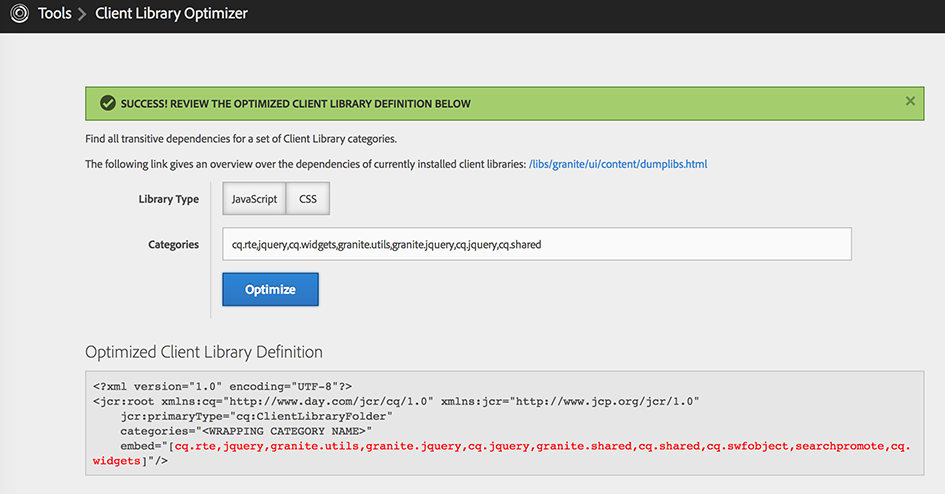 Tools > Client Library Optimizer
SUCCESS! REVIEW THE OPTIMIZED CLIENT LIBRARY DEFINITION BELOW ×
Find all transitive dependencies for a set of Client Library categories.
The following link gives an overview over the dependencies of currently installed client libraries: /libs/granite/ui/content/dumplibs.html
Library Type JavaScript CSS
Categories cq.rte,jquery,cq.widgets,granite.utils,granite.jquery,cq.jquery,cq.shared
Optimize
Optimized Client Library Definition
<?xml version="1.0" encoding="UTF-8"?>
<jcr:root xmlns:cq="http://www.day.com/jcr/cq/1.0" xmlns:jcr="http://www.jcp.org/jcr/1.0"
jcr:primaryType="cq:ClientLibraryFolder"
categories="<WRAPPING CATEGORY NAME>"
embed="[cq.rte,jquery,granite.utils,granite.jquery,cq.jquery,granite.shared,cq.shared,cq.swfobject,searchpromote,cq.
widgets]"/>